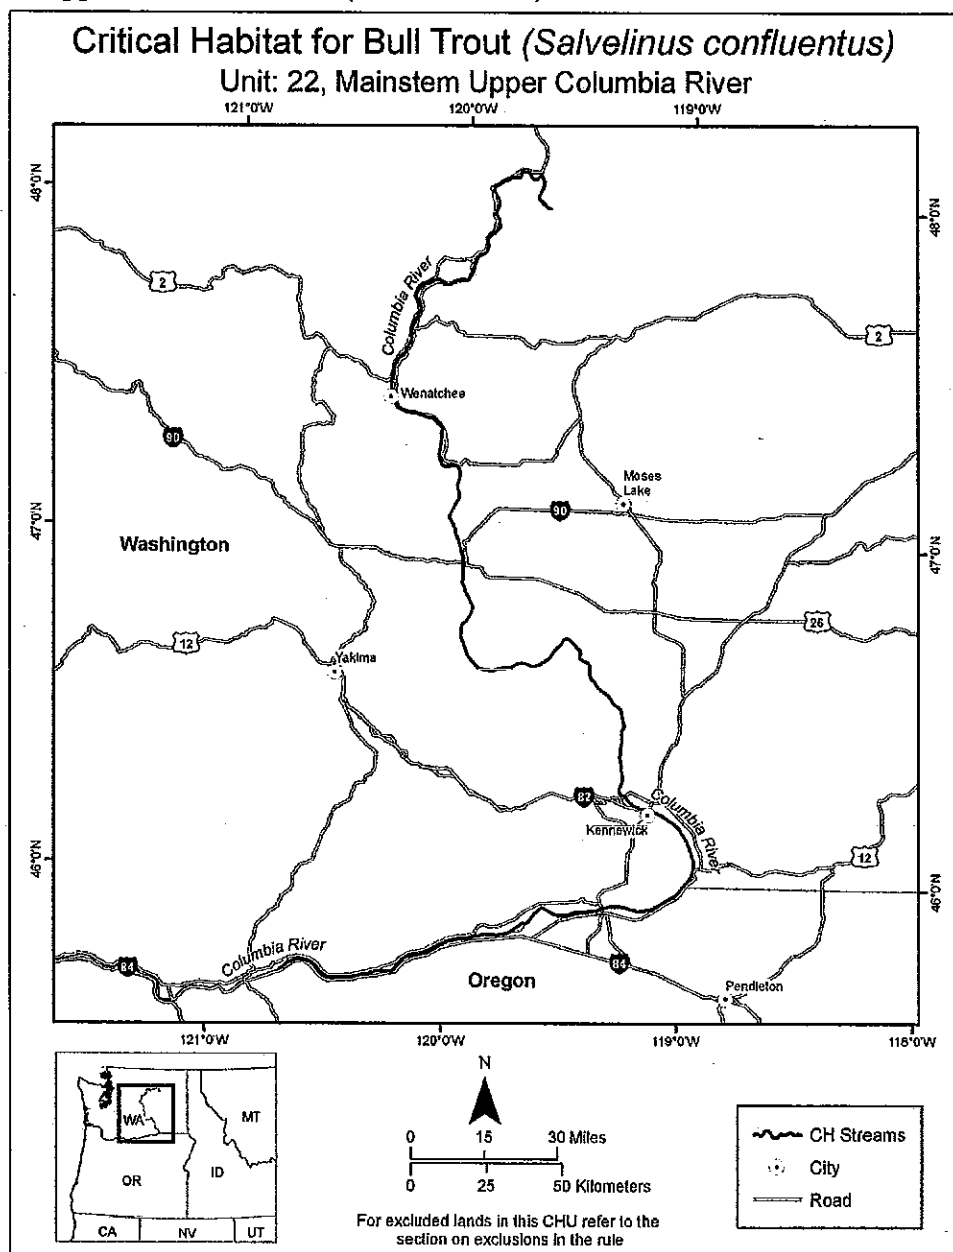 Critical Habitat for Bull Trout (Salvelinus confluentus)
Unit: 22, Mainstem Upper Columbia River
121°0'W
120°0'W
119°0'W
48°0'N
48°0'N
2
Columbia River
2
Wenatchee
90
Moses
Lake
90
47°0'N
Washington
47°0'N
12
26
Yakima
82
Columbia River
Kennewick
12
46°0'N
46°0'N
Columbia River
84
84
Oregon
Pendleton
121°0'W
120°0'W
119°0'W
118°0'W
WA
MT
OR
ID
CA
NV
UT
N
0 15 30 Miles
0 25 50 Kilometers
For excluded lands in this CHU refer to the
section on exclusions in the rule
CH Streams
City
Road